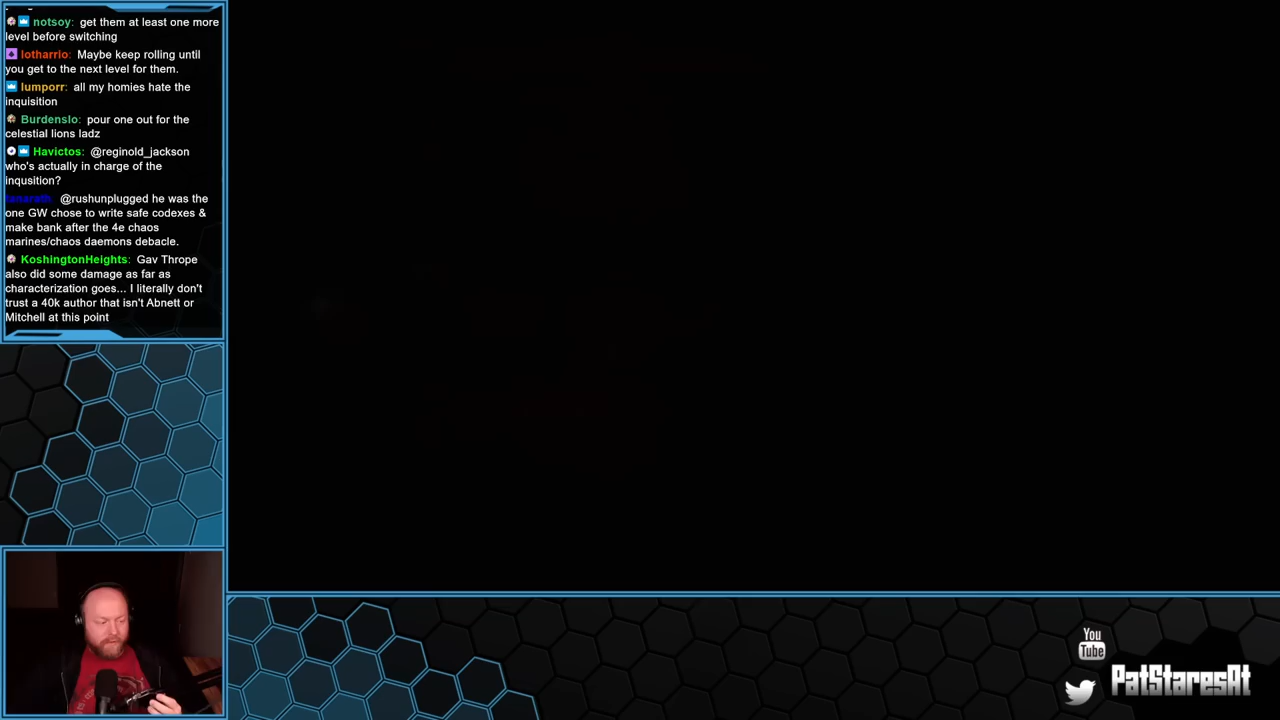 notsoy: get them at least one more
level before switching
lotharrio: Maybe keep rolling until
you get to the next level for them.
lumporr: all my homies hate the
inquisition
Burdenslo: pour one out for the
celestial lions ladz
Havictos: @reginold_jackson
who's actually in charge of the
inqusition?
lanarath: @rushunplugged he was the
one GW chose to write safe codexes &
make bank after the 4e chaos
marines/chaos daemons debacle.
KoshingtonHeights: Gav Thrope
also did some damage as far as
characterization goes... I literally don't
trust a 40k author that isn't Abnett or
Mitchell at this point
You
Tube
PatStaresAt